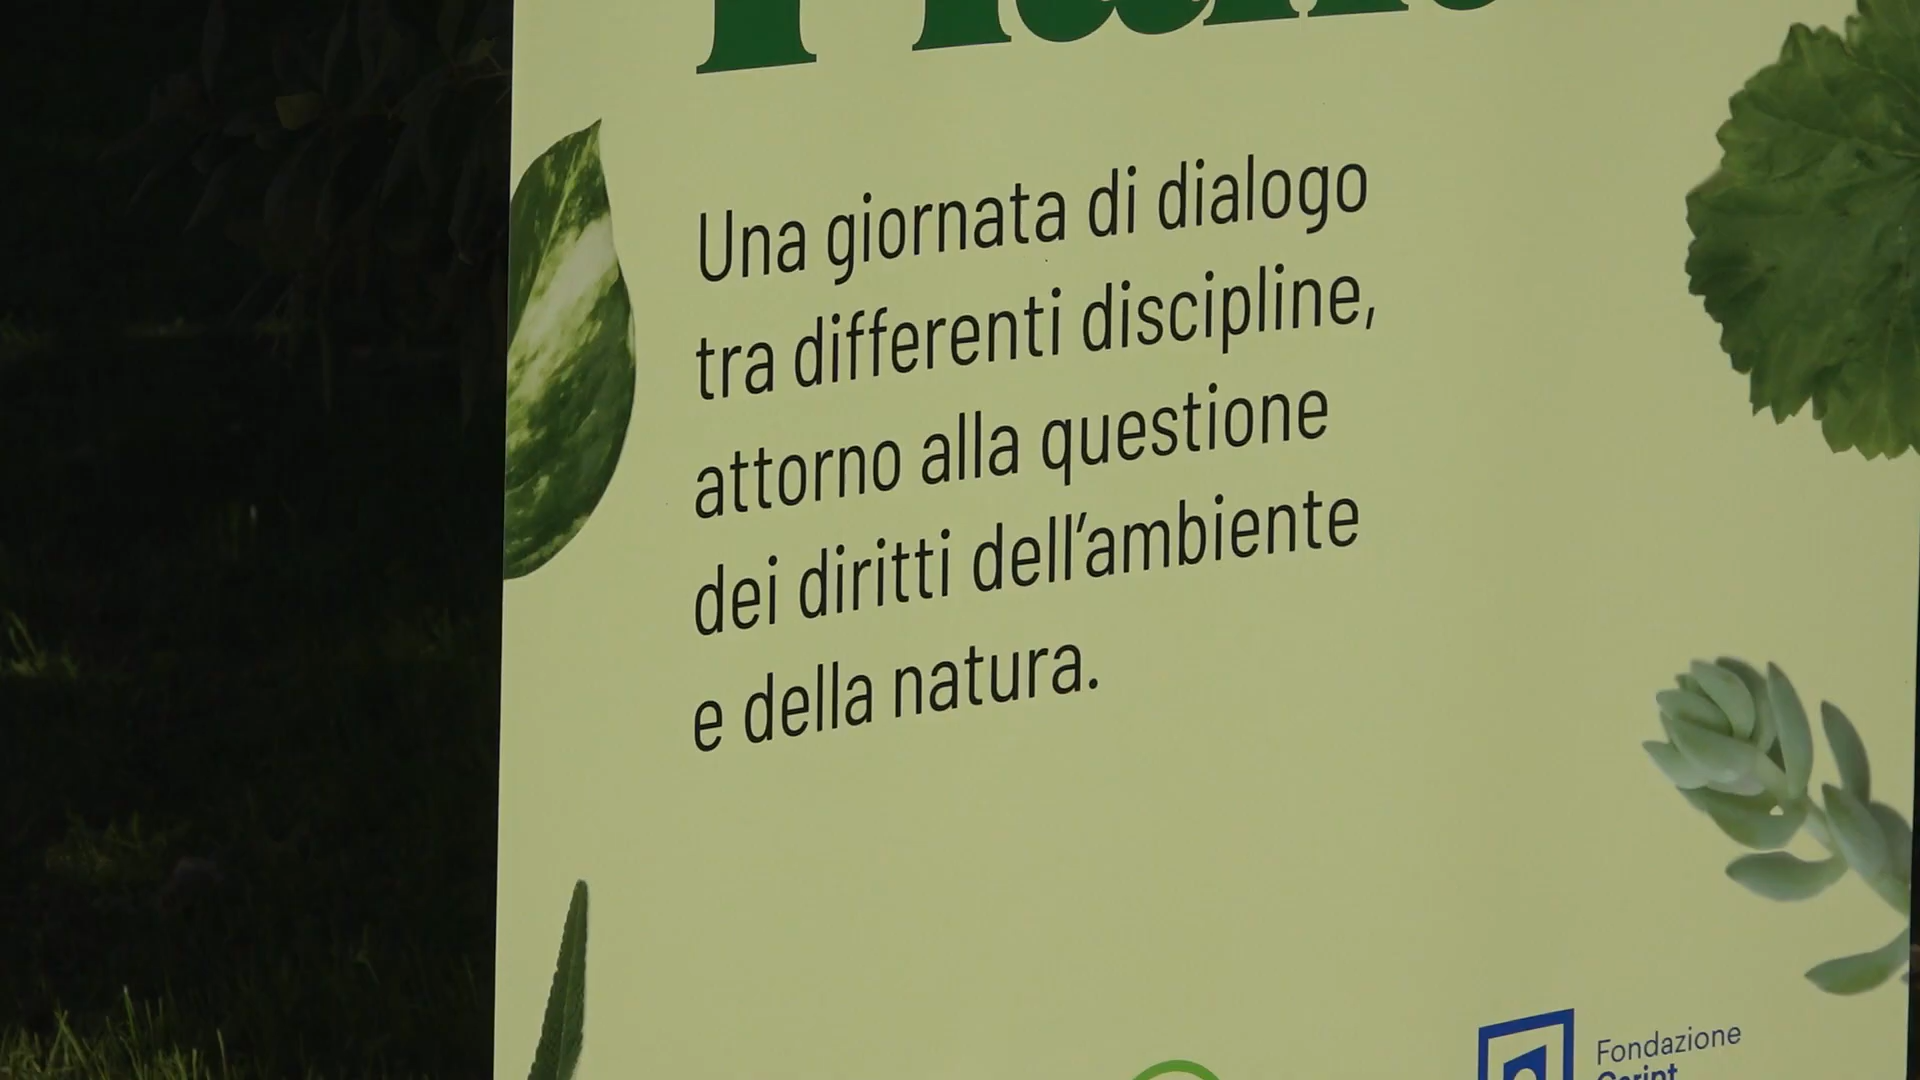 Una giornata di dialogo
tra differenti discipline,
attorno alla questione
dei diritti dell'ambiente
e della natura.
Fondazione